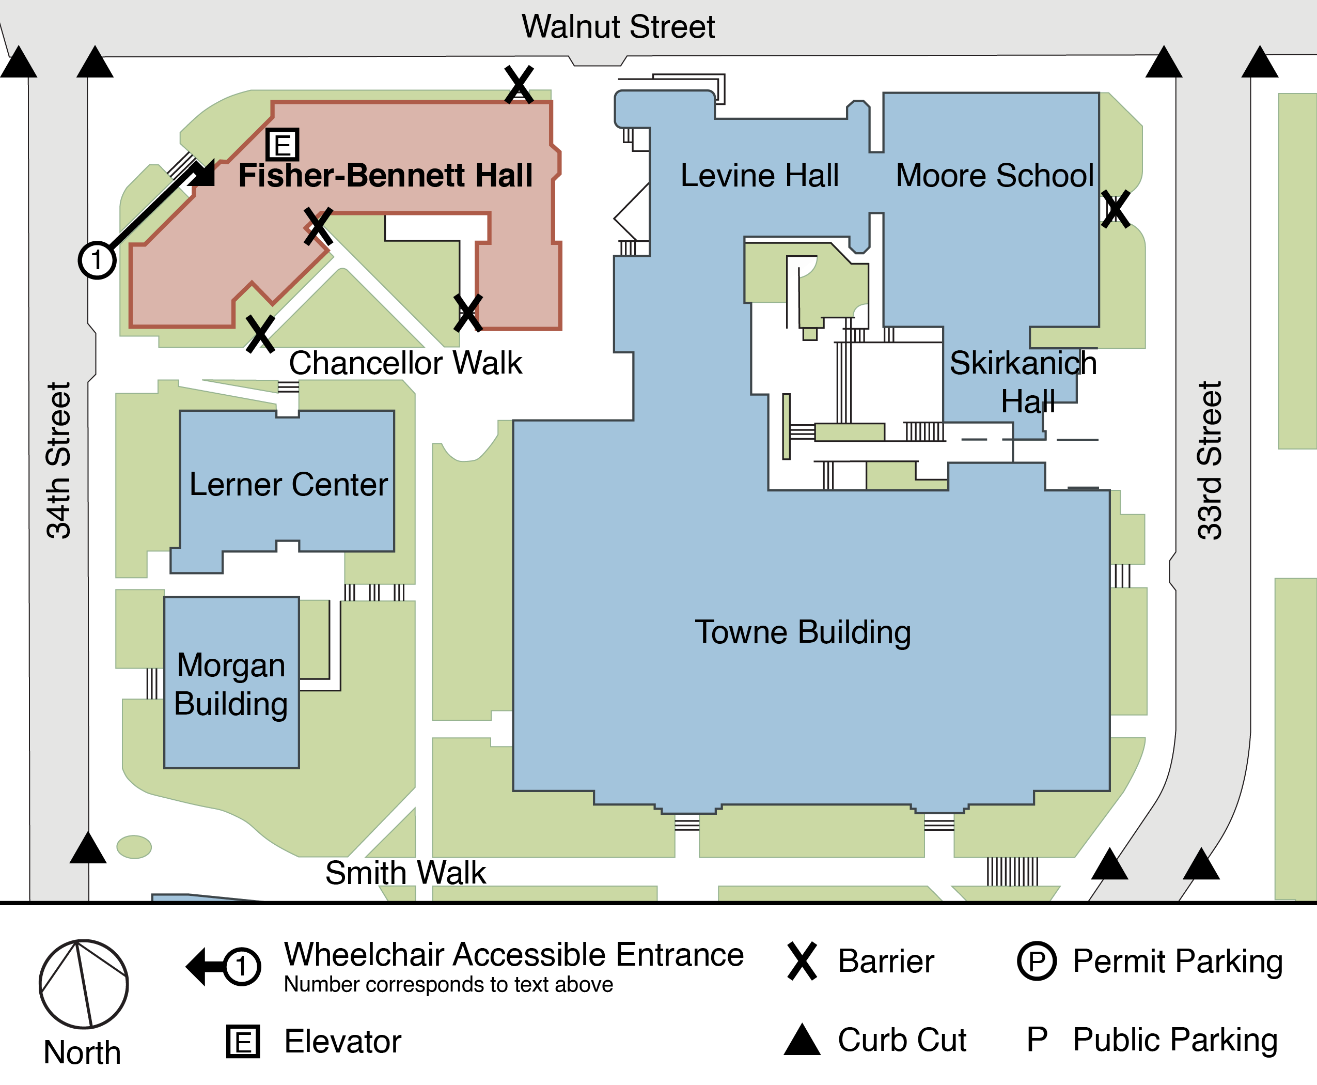 Walnut Street
E
Fisher-Bennett Hall
Levine Hall
Moore School
1
Chancellor Walk
Skirkanich
Hall
34th Street
33rd Street
Lerner Center
Towne Building
Morgan
Building
Smith Walk
1
Wheelchair Accessible Entrance
Number corresponds to text above
Barrier
P
Permit Parking
North
E
Elevator
Curb Cut
P
Public Parking